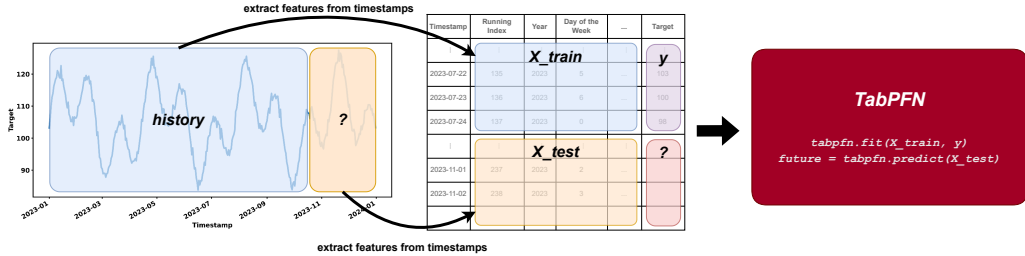 extract features from timestamps
Target
120
110
100
90
history
?
2023-01
2023-03
2023-05
2023-07
2023-09
2023-11
2024-01
Timestamp
extract features from timestamps
Timestamp Running Index Year Day of the Week ... Target
X_train y
2023-07-22 135 2023 5 ... 103
2023-07-23 136 2023 6 ... 100
2023-07-24 137 2023 0 ... 98
X_test ?
2023-11-01 237 2023 2 ...
2023-11-02 238 2023 3 ...
TabPFN
tabpfn.fit(X_train, y)
future = tabpfn.predict(X_test)